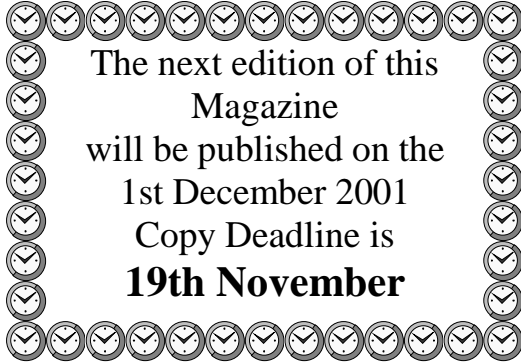 The next edition of this
Magazine
will be published on the
1st December 2001
Copy Deadline is
19th November